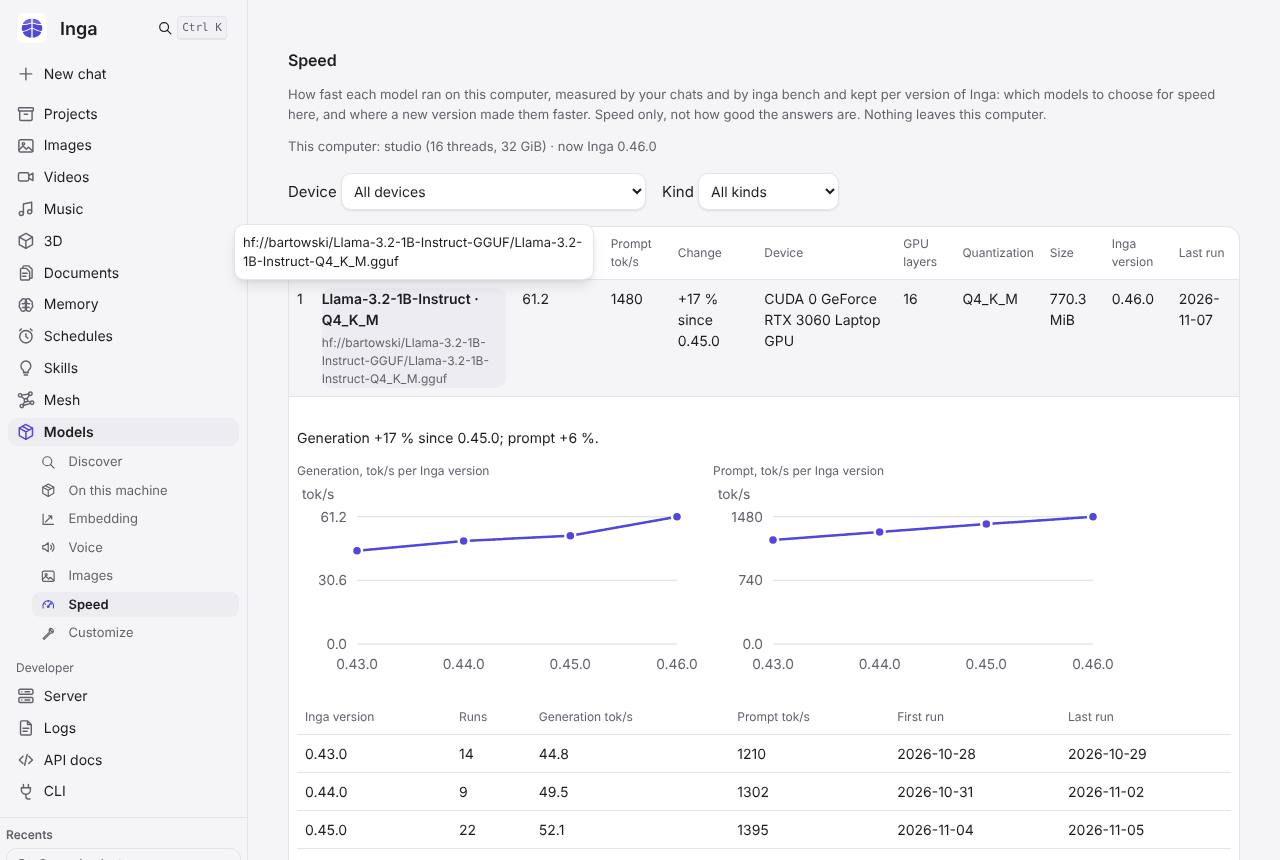 Inga
Ctrl K
New chat
Projects
Images
Videos
Music
3D
Documents
Memory
Schedules
Skills
Mesh
Models
Discover
On this machine
Embedding
Voice
Images
Speed
Customize
Developer
Server
Logs
API docs
CLI
Recents
Speed
How fast each model ran on this computer, measured by your chats and by inga bench and kept per version of Inga: which models to choose for speed
here, and where a new version made them faster. Speed only, not how good the answers are. Nothing leaves this computer.
This computer: studio (16 threads, 32 GiB) · now Inga 0.46.0
Device All devices Kind All kinds
hf://bartowski/Llama-3.2-1B-Instruct-GGUF/Llama-3.2-
1B-Instruct-Q4_K_M.gguf
Prompt tok/s Change Device GPU layers Quantization Size Inga version Last run
1 Llama-3.2-1B-Instruct · Q4_K_M 61.2 1480 +17 % since 0.45.0 CUDA 0 GeForce RTX 3060 Laptop GPU 16 Q4_K_M 770.3 MiB 0.46.0 2026-11-07
hf://bartowski/Llama-3.2-1B-
Instruct-GGUF/Llama-3.2-1B-
Instruct-Q4_K_M.gguf
Generation +17 % since 0.45.0; prompt +6 %.
Generation, tok/s per Inga version
tok/s
61.2
30.6
0.0
0.43.0 0.44.0 0.45.0 0.46.0
Prompt, tok/s per Inga version
tok/s
1480
740
0.0
0.43.0 0.44.0 0.45.0 0.46.0
Inga version Runs Generation tok/s Prompt tok/s First run Last run
0.43.0 14 44.8 1210 2026-10-28 2026-10-29
0.44.0 9 49.5 1302 2026-10-31 2026-11-02
0.45.0 22 52.1 1395 2026-11-04 2026-11-05